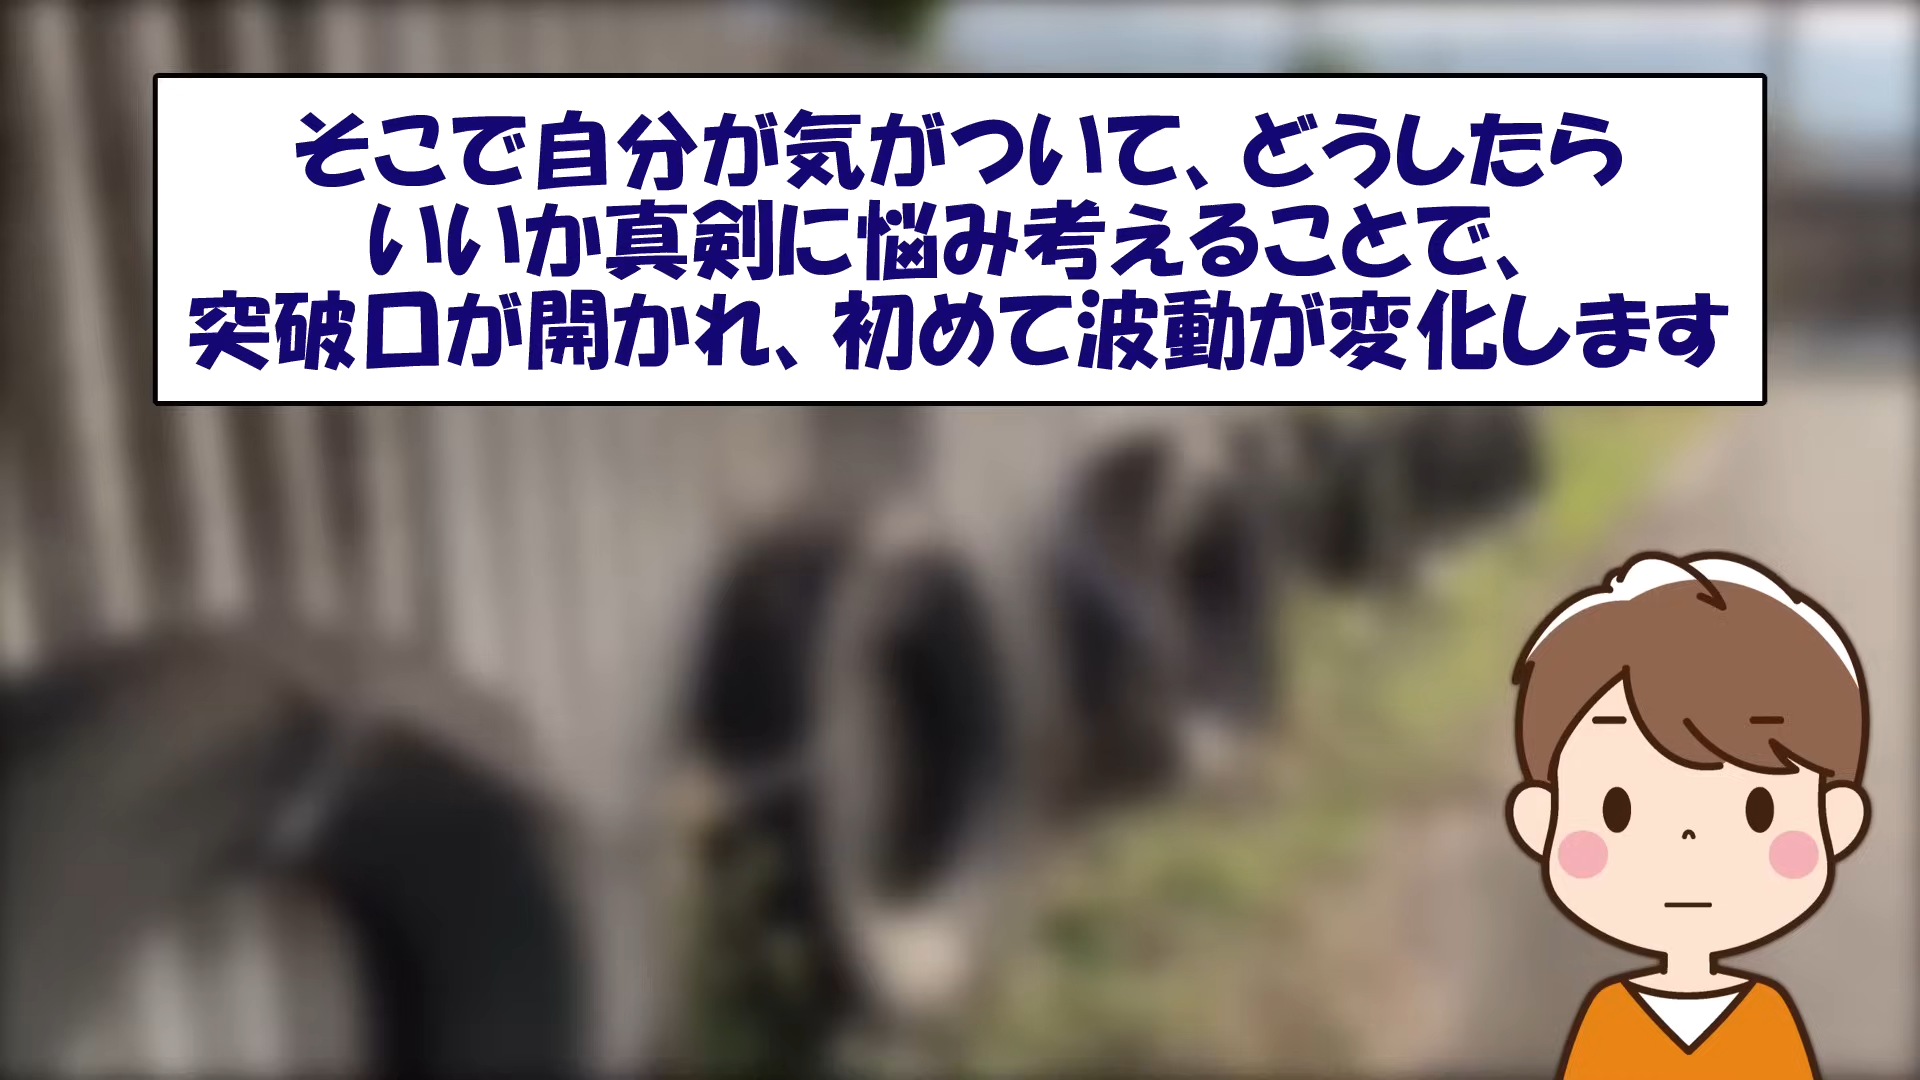 そこで自分が気がついて、どうしたら
いいか真剣に悩み考えることで、
突破口が開かれ、初めて波動が変化します